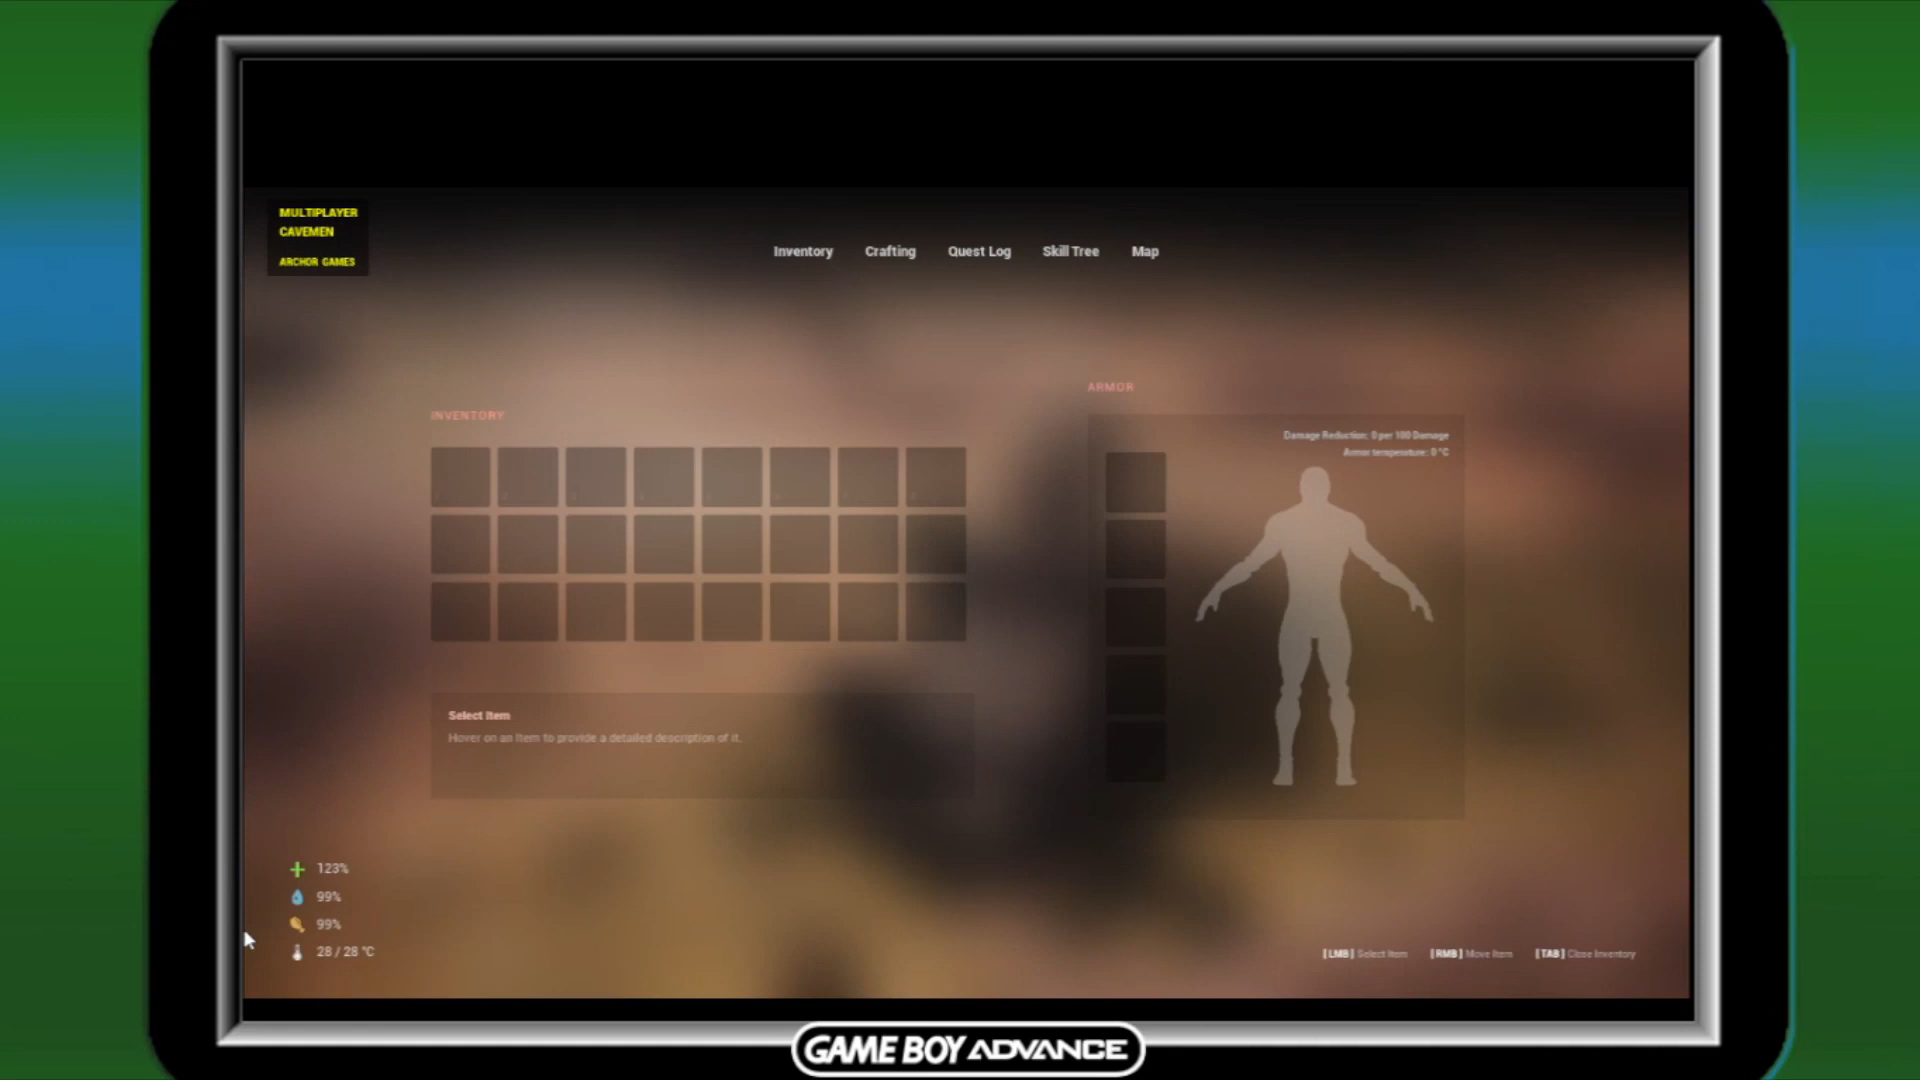 MULTIPLAYER
CAVEMEN
ARCHOR GAMES
Inventory Crafting Quest Log Skill Tree Map
ARMOR
INVENTORY
Damage Reduction: 0 per 100 Damage
Armor temperature: 0 °C
Select Item
Hover on an Item to provide a detailed description of it.
123%
99%
99%
28 / 28 °C
[LMB] Select Item [RMB] Move Item [TAB] Close Inventory
GAME BOY ADVANCE